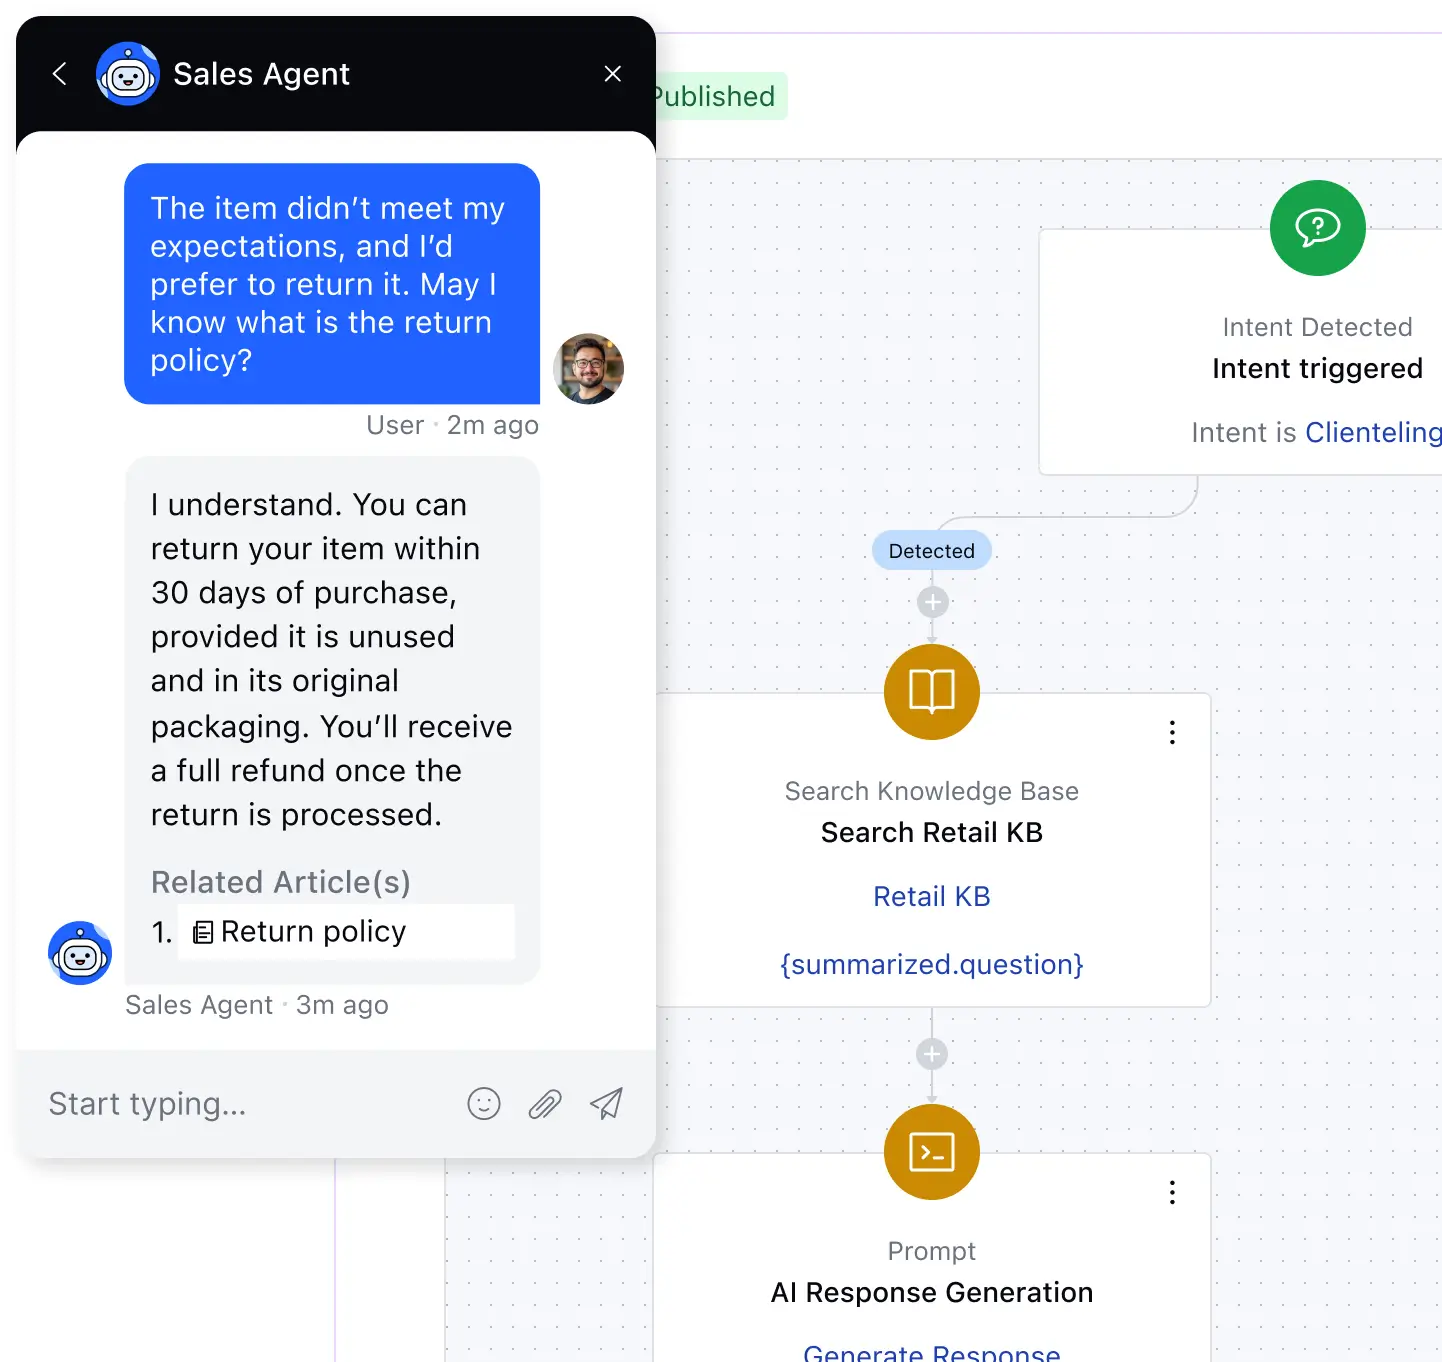 Sales Agent
The item didn’t meet my
expectations, and I’d
prefer to return it. May I
know what is the return
policy?
User · 2m ago
I understand. You can
return your item within
30 days of purchase,
provided it is unused
and in its original
packaging. You’ll receive
a full refund once the
return is processed.
Related Article(s)
1. Return policy
Sales Agent · 3m ago
Start typing...
Published
Intent Detected
Intent triggered
Intent is Clienteling
Detected
Search Knowledge Base
Search Retail KB
Retail KB
{summarized.question}
Prompt
AI Response Generation
Generate Response